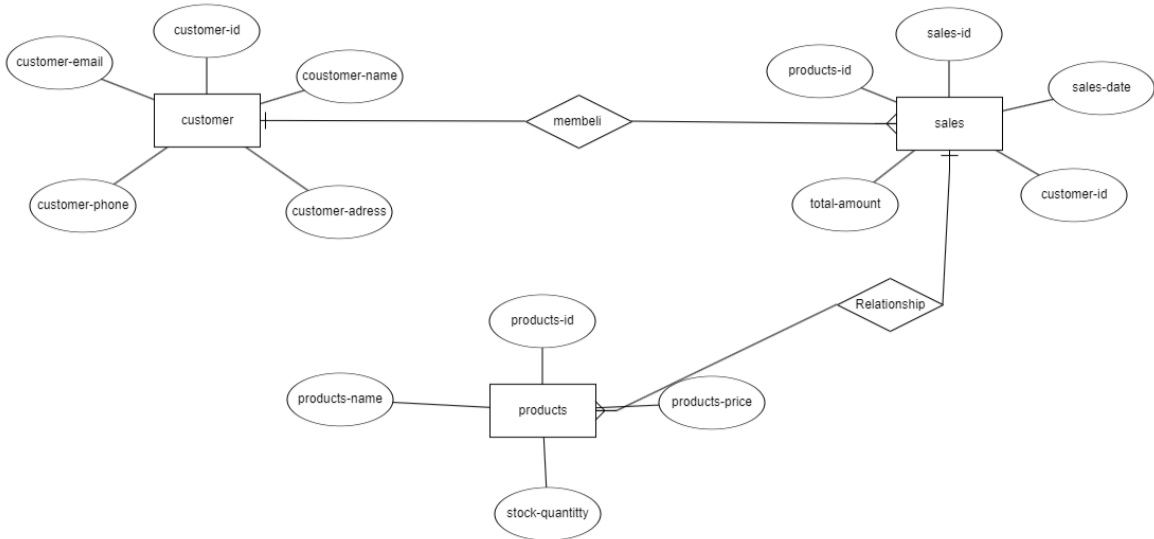 customer-id
sales-id
customer-email
coustomer-name
products-id
sales-date
customer
membeli
sales
customer-phone
customer-adress
total-amount
customer-id
Relationship
products-id
products-name
products
products-price
stock-quantitty